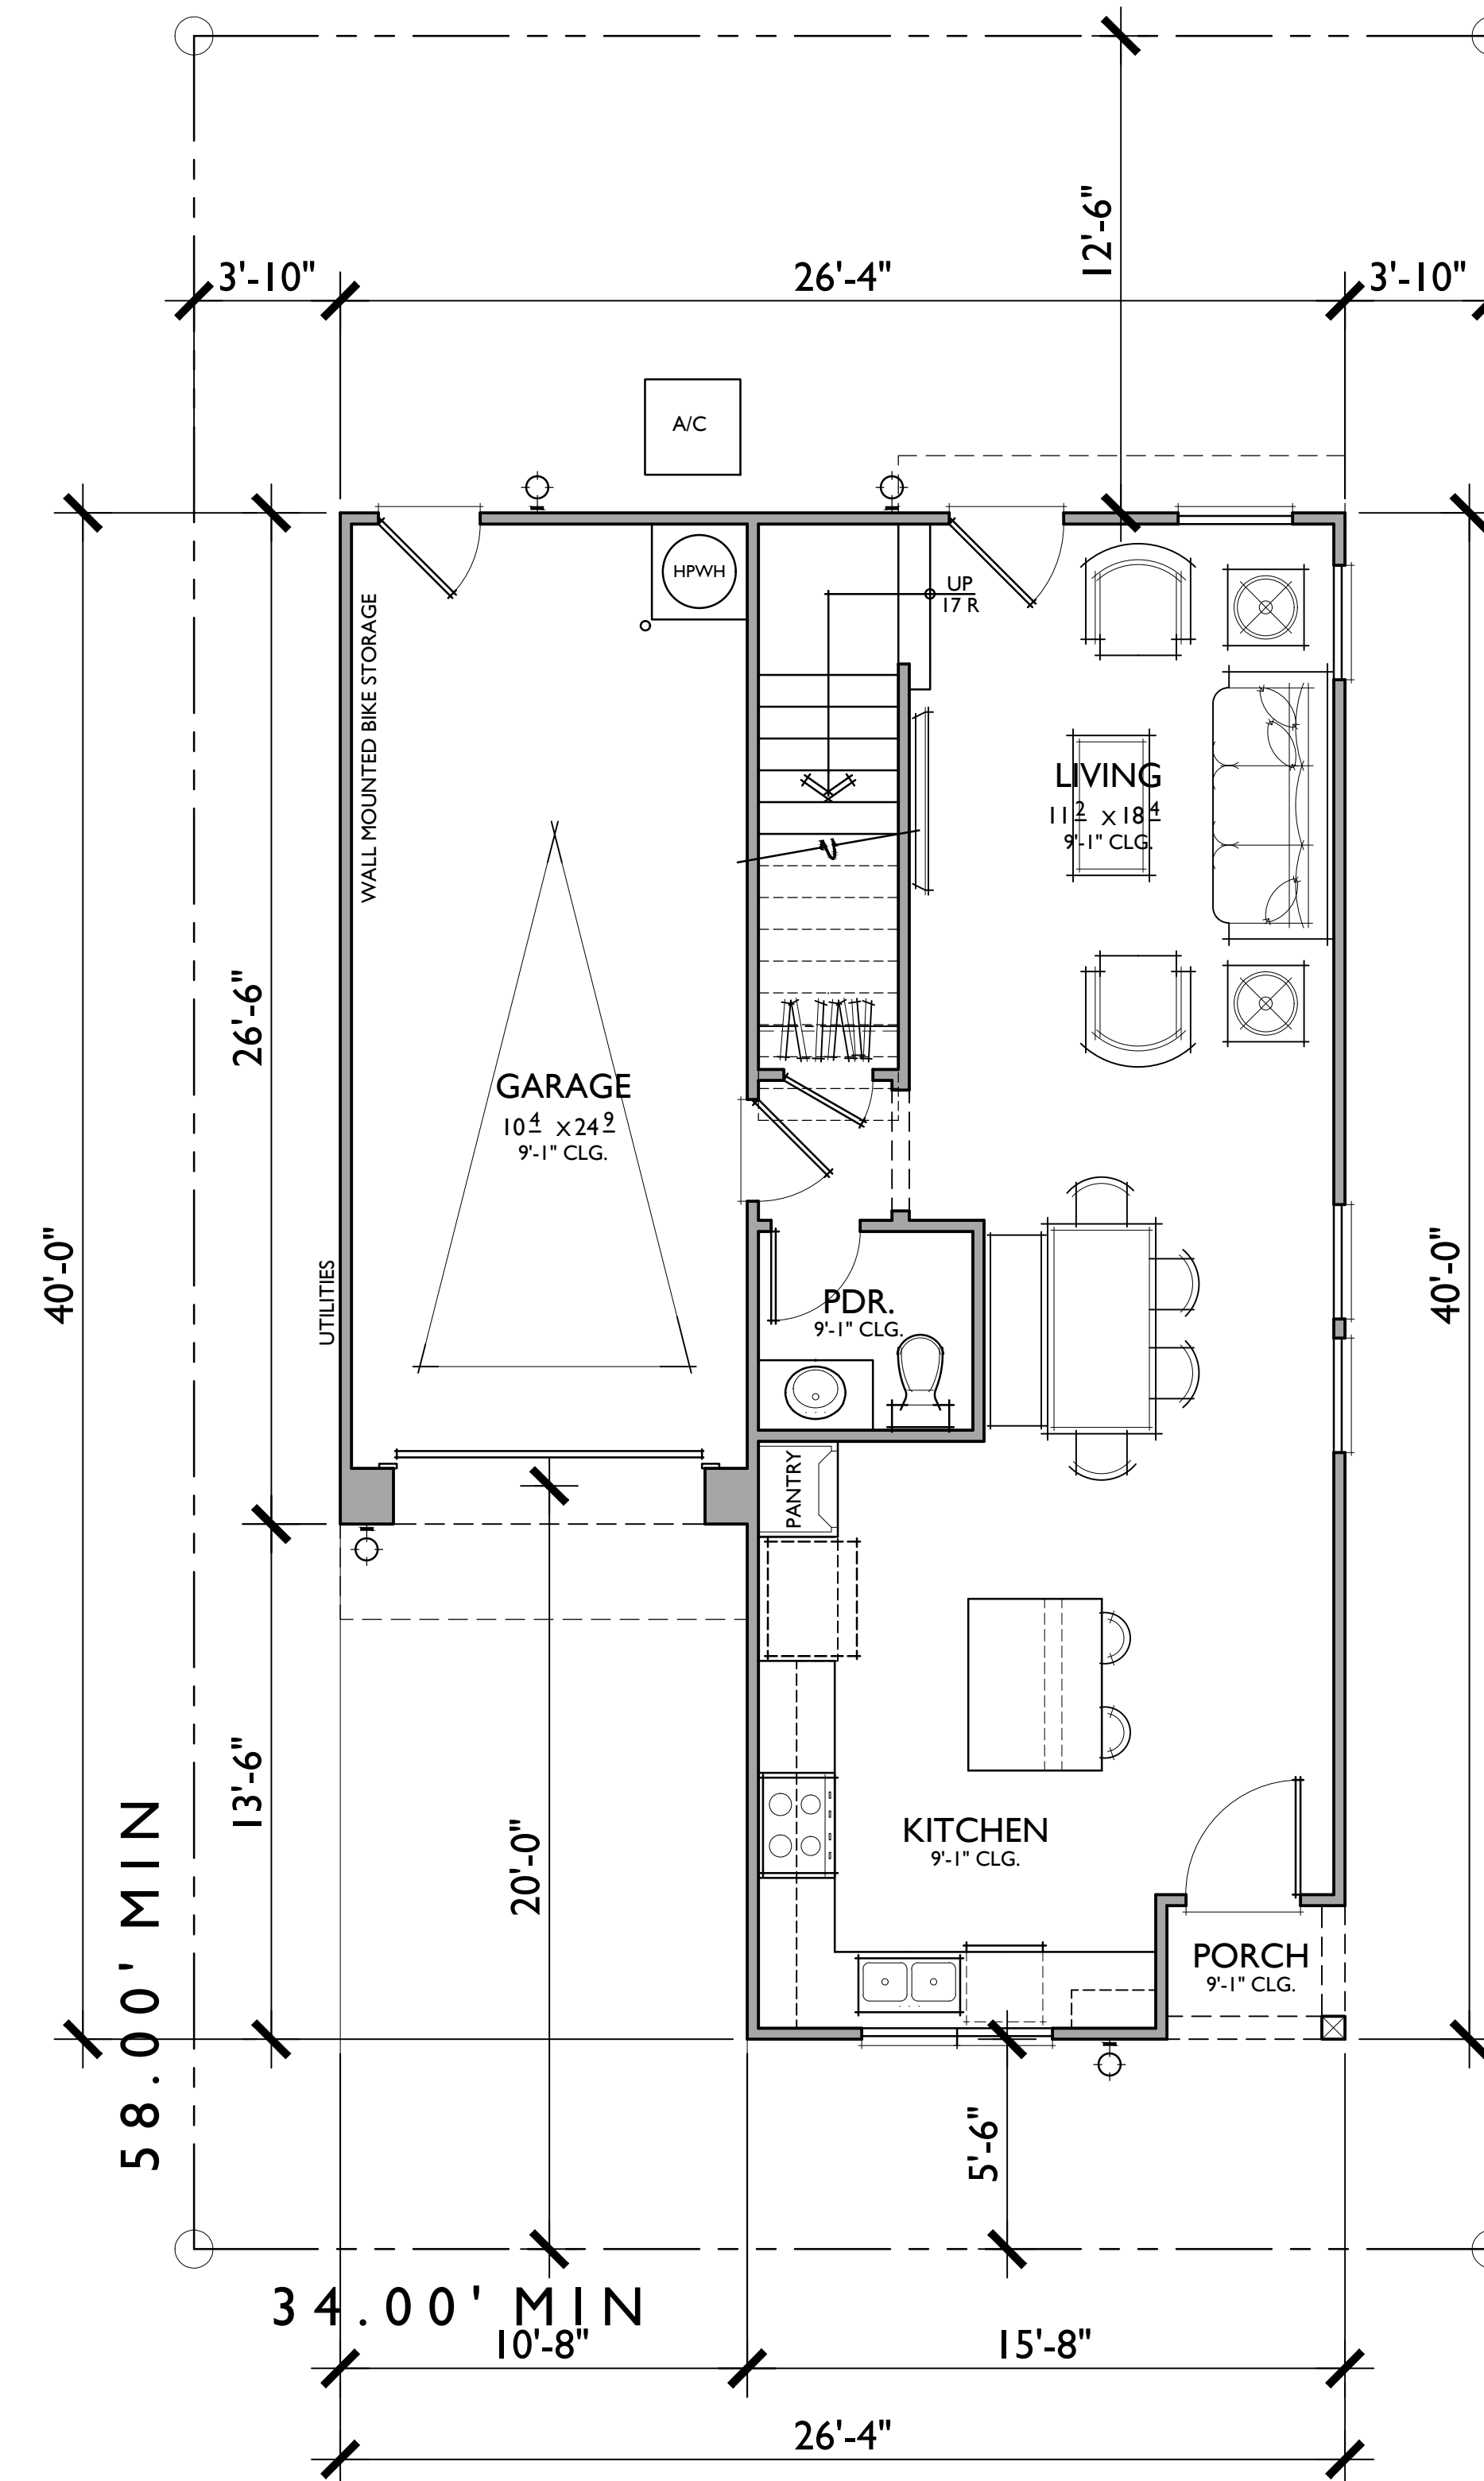 12'-6"
3'-10"
26'-4"
3'-10"
A/C
HPWH
UP
17 R
WALL MOUNTED BIKE STORAGE
LIVING
11 2 X 18 4
9'-1" CLG.
26'-6"
GARAGE
10 4 X 24 9
9'-1" CLG.
40'-0"
40'-0"
UTILITIES
PDR.
9'-1" CLG.
PANTRY
13'-6"
20'-0"
KITCHEN
9'-1" CLG.
PORCH
9'-1" CLG.
58.00' MIN
5'-6"
34.00' MIN
10'-8"
15'-8"
26'-4"